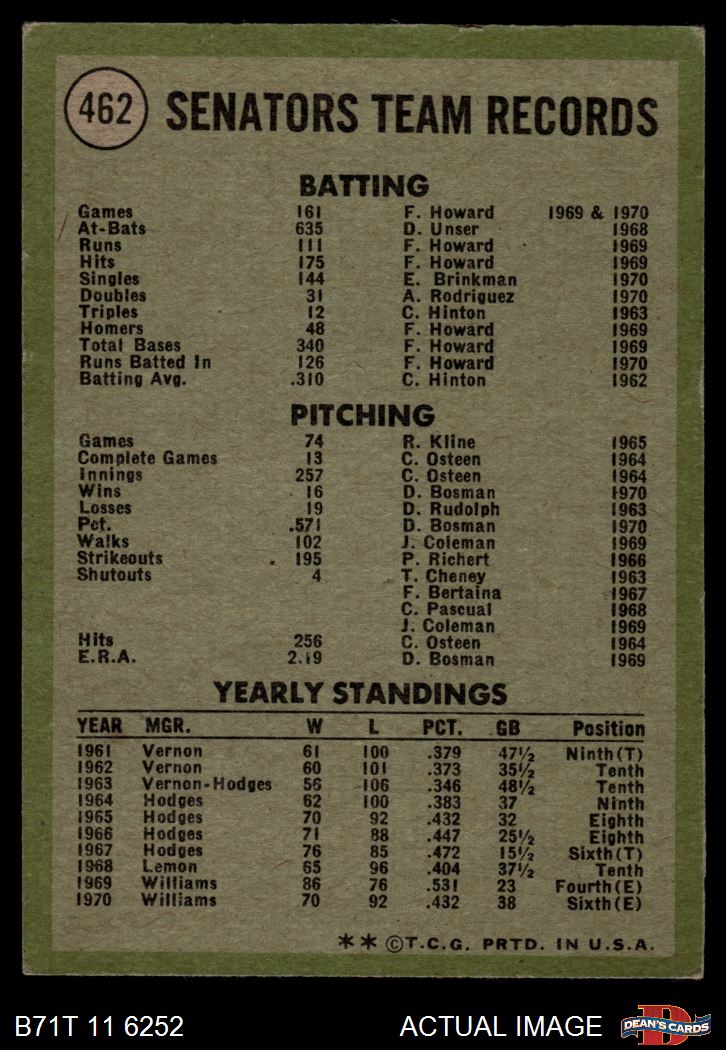 462 SENATORS TEAM RECORDS
BATTING
Games 161 F. Howard 1969 & 1970
At-Bats 635 D. Unser 1968
Runs 111 F. Howard 1969
Hits 175 F. Howard 1969
Singles 144 E. Brinkman 1970
Doubles 31 A. Rodriguez 1970
Triples 12 C. Hinton 1963
Homers 48 F. Howard 1969
Total Bases 340 F. Howard 1969
Runs Batted In 126 F. Howard 1970
Batting Avg. .310 C. Hinton 1962
PITCHING
Games 74 R. Kline 1965
Complete Games 13 C. Osteen 1964
Innings 257 C. Osteen 1964
Wins 16 D. Bosman 1970
Losses 19 D. Rudolph 1963
Pct. .571 D. Bosman 1970
Walks 102 J. Coleman 1969
Strikeouts 195 P. Richert 1966
Shutouts 4 T. Cheney 1963
F. Bertaina 1967
C. Pascual 1968
J. Coleman 1969
Hits 256 C. Osteen 1964
E.R.A. 2.19 D. Bosman 1969
YEARLY STANDINGS
YEAR MGR. W L PCT. GB Position
1961 Vernon 61 100 .379 47½ Ninth(T)
1962 Vernon 60 101 .373 35½ Tenth
1963 Vernon-Hodges 56 106 .346 48½ Tenth
1964 Hodges 62 100 .383 37 Ninth
1965 Hodges 70 92 .432 32 Eighth
1966 Hodges 71 88 .447 25½ Eighth
1967 Hodges 76 85 .472 15½ Sixth(T)
1968 Lemon 65 96 .404 37½ Tenth
1969 Williams 86 76 .531 23 Fourth(E)
1970 Williams 70 92 .432 38 Sixth(E)
** ©T.C.G. PRTD. IN U.S.A.
B71T 11 6252 ACTUAL IMAGE D DEAN'S CARDS